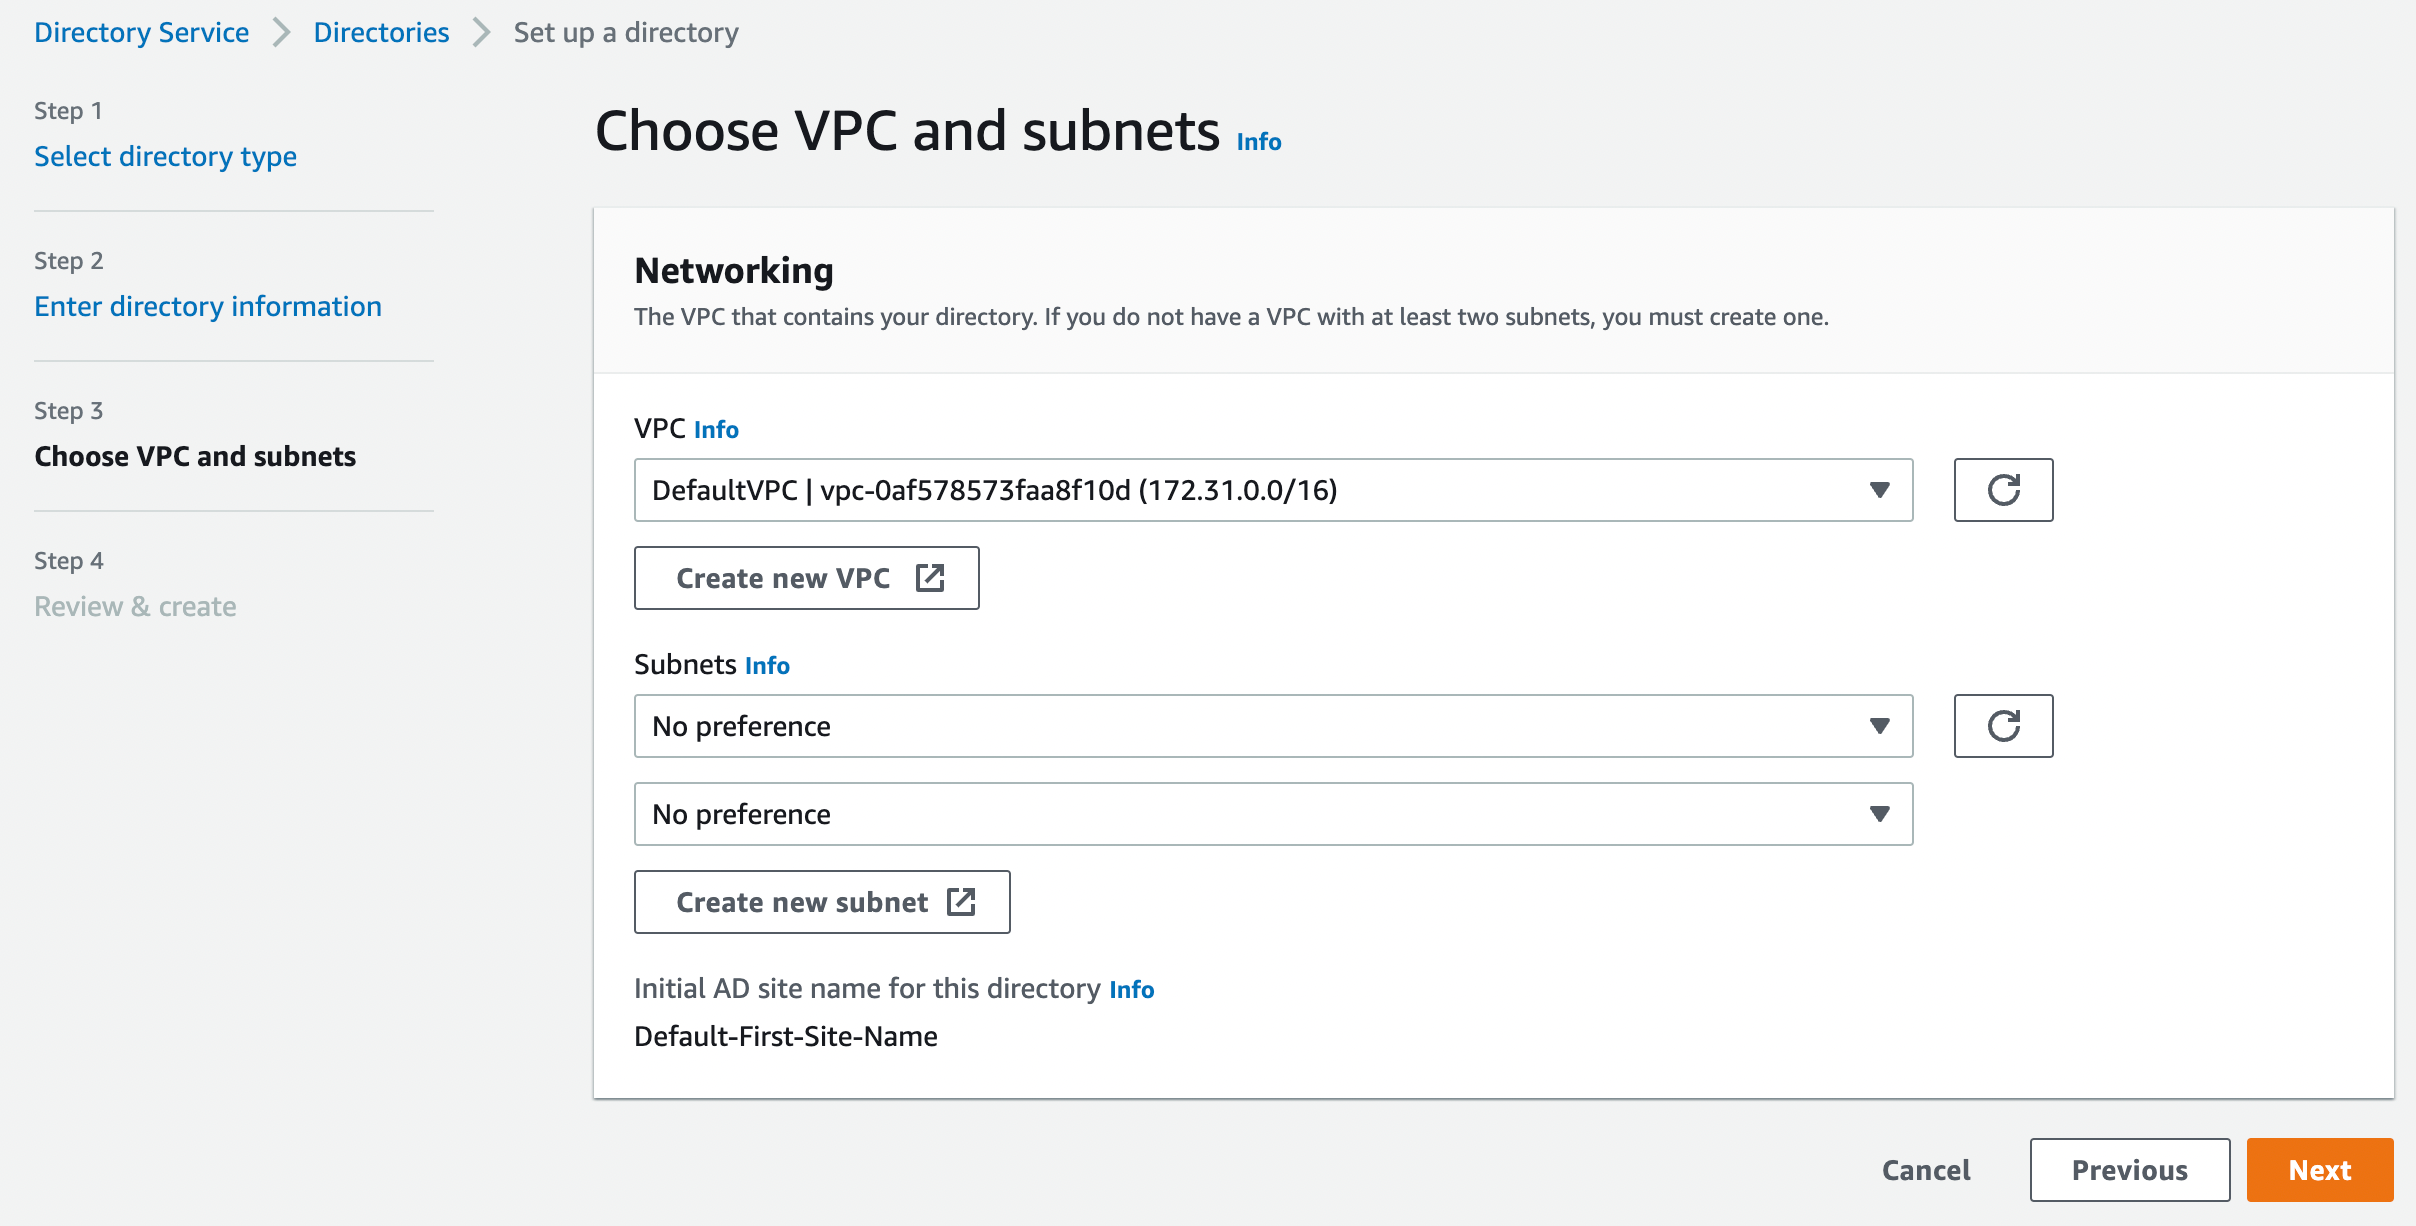 Directory Service > Directories > Set up a directory
Step 1
Select directory type
Step 2
Enter directory information
Step 3
Choose VPC and subnets
Step 4
Review & create
Choose VPC and subnets Info
Networking
The VPC that contains your directory. If you do not have a VPC with at least two subnets, you must create one.
VPC Info
DefaultVPC | vpc-0af578573faa8f10d (172.31.0.0/16)
Create new VPC
Subnets Info
No preference
No preference
Create new subnet
Initial AD site name for this directory Info
Default-First-Site-Name
Cancel Previous Next